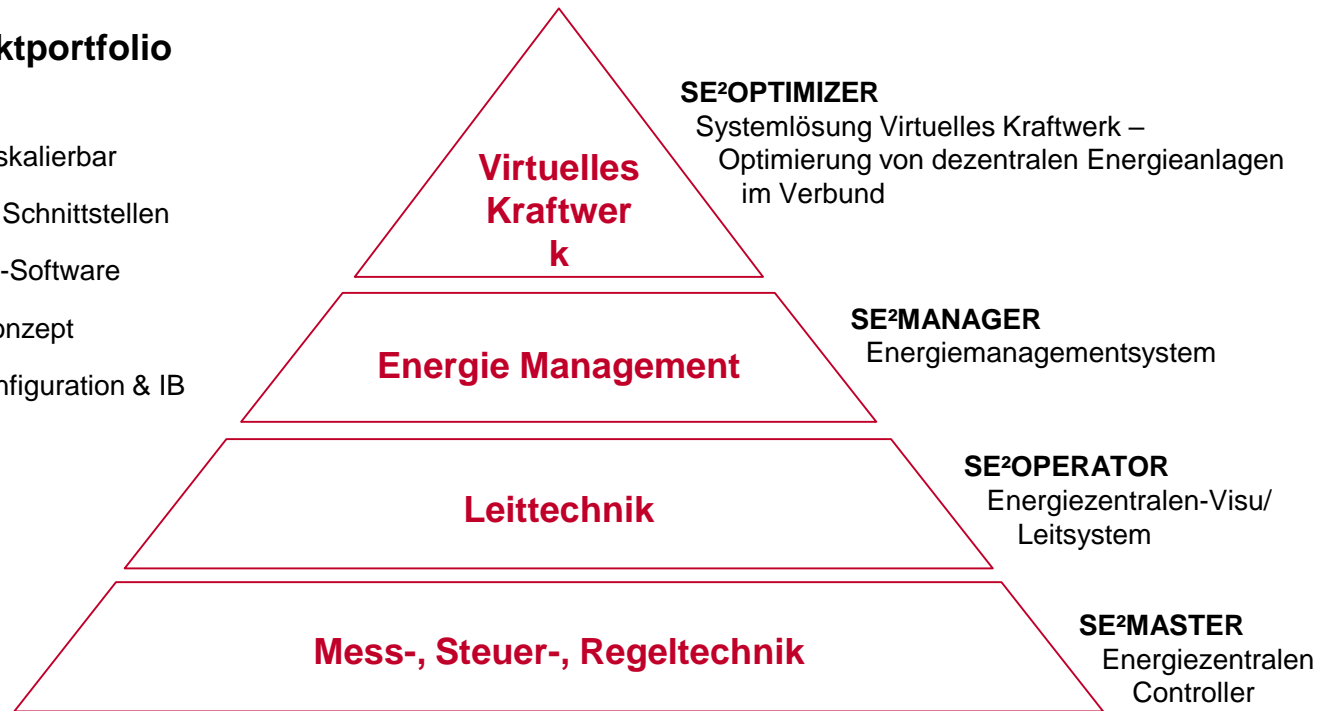 ktportfolio
skalierbar
Schnittstellen
-Software
onzept
nfiguration & IB
Virtuelles
Kraftwer
k
SE²OPTIMIZER
Systemlösung Virtuelles Kraftwerk –
Optimierung von dezentralen Energieanlagen
im Verbund
Energie Management
SE²MANAGER
Energiemanagementsystem
Leittechnik
SE²OPERATOR
Energiezentralen-Visu/
Leitsystem
Mess-, Steuer-, Regeltechnik
SE²MASTER
Energiezentralen
Controller